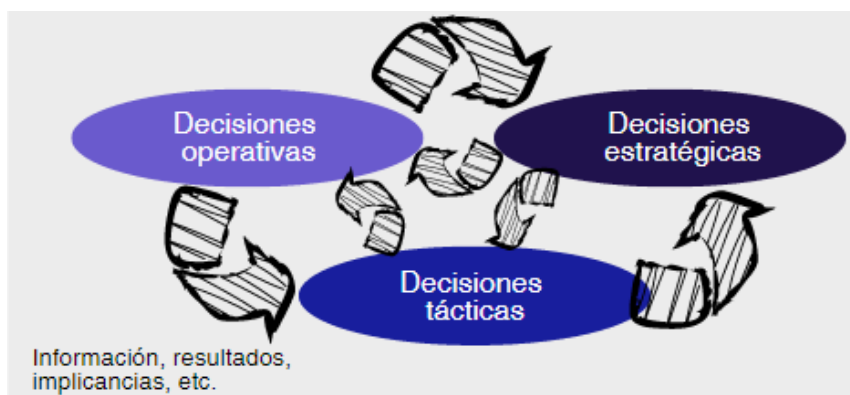 Decisiones
operativas
Decisiones
estratégicas
Decisiones
tácticas
Información, resultados,
implicancias, etc.